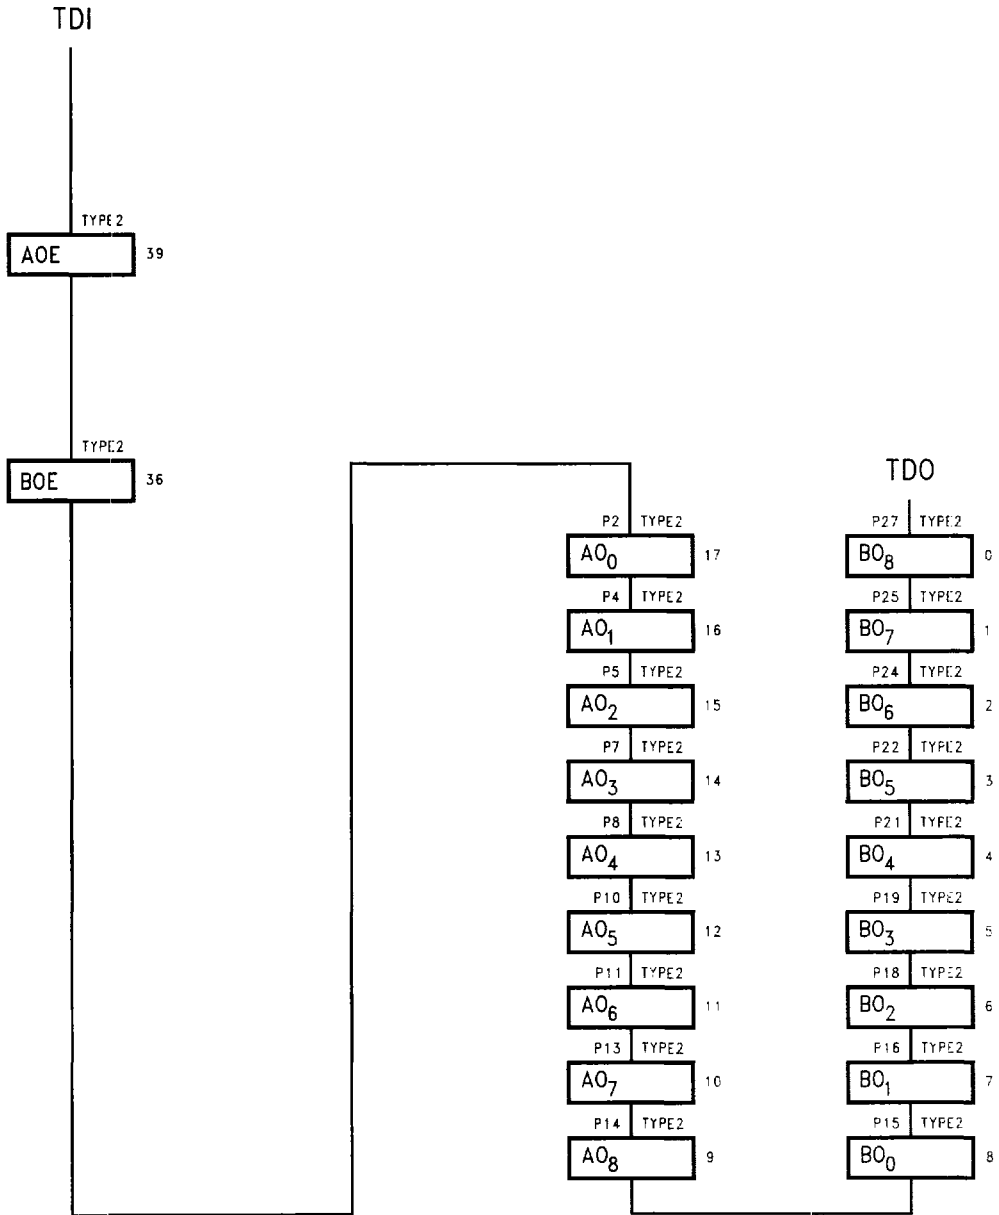 TDI
TYPE2
AOE 39
TYPE2
BOE 36
P2 TYPE2
AO0 17
P4 TYPE2
AO1 16
P5 TYPE2
AO2 15
P7 TYPE2
AO3 14
P8 TYPE2
AO4 13
P10 TYPE2
AO5 12
P11 TYPE2
AO6 11
P13 TYPE2
AO7 10
P14 TYPE2
AO8 9
TDO
P27 TYPE2
BO8 0
P25 TYPE2
BO7 1
P24 TYPE2
BO6 2
P22 TYPE2
BO5 3
P21 TYPE2
BO4 4
P19 TYPE2
BO3 5
P18 TYPE2
BO2 6
P16 TYPE2
BO1 7
P15 TYPE2
BO0 8